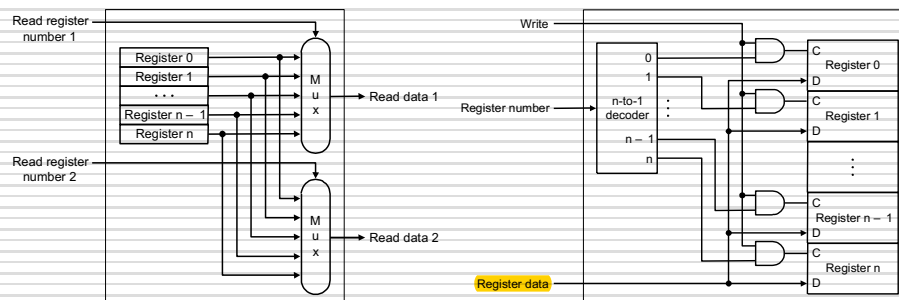 Read register
number 1
Register 0
Register 1
. . .
Register n – 1
Register n
M
u
x
Read data 1
Read register
number 2
M
u
x
Read data 2
Write
Register number
n-to-1
decoder
0
1
⋮
n – 1
n
C
Register 0
D
C
Register 1
D
⋮
C
Register n – 1
D
C
Register n
D
Register data